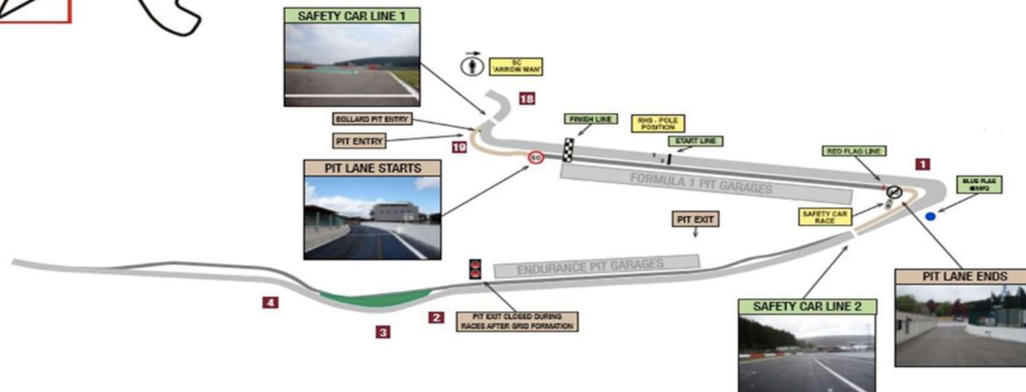 SAFETY CAR LINE 1
SC
'ARROW MAN'
18
BOLLARD PIT ENTRY
PIT ENTRY
19
FINISH LINE
RHS - POLE
POSITION
START LINE
RED FLAG LINE
1
BLUE FLAG
PIT LANE STARTS
60
FORMULA 1 PIT GARAGES
SAFETY CAR
RACE
PIT EXIT
ENDURANCE PIT GARAGES
PIT LANE ENDS
4
3
2
PIT EXIT CLOSED DURING
RACES AFTER GRID FORMATION
SAFETY CAR LINE 2